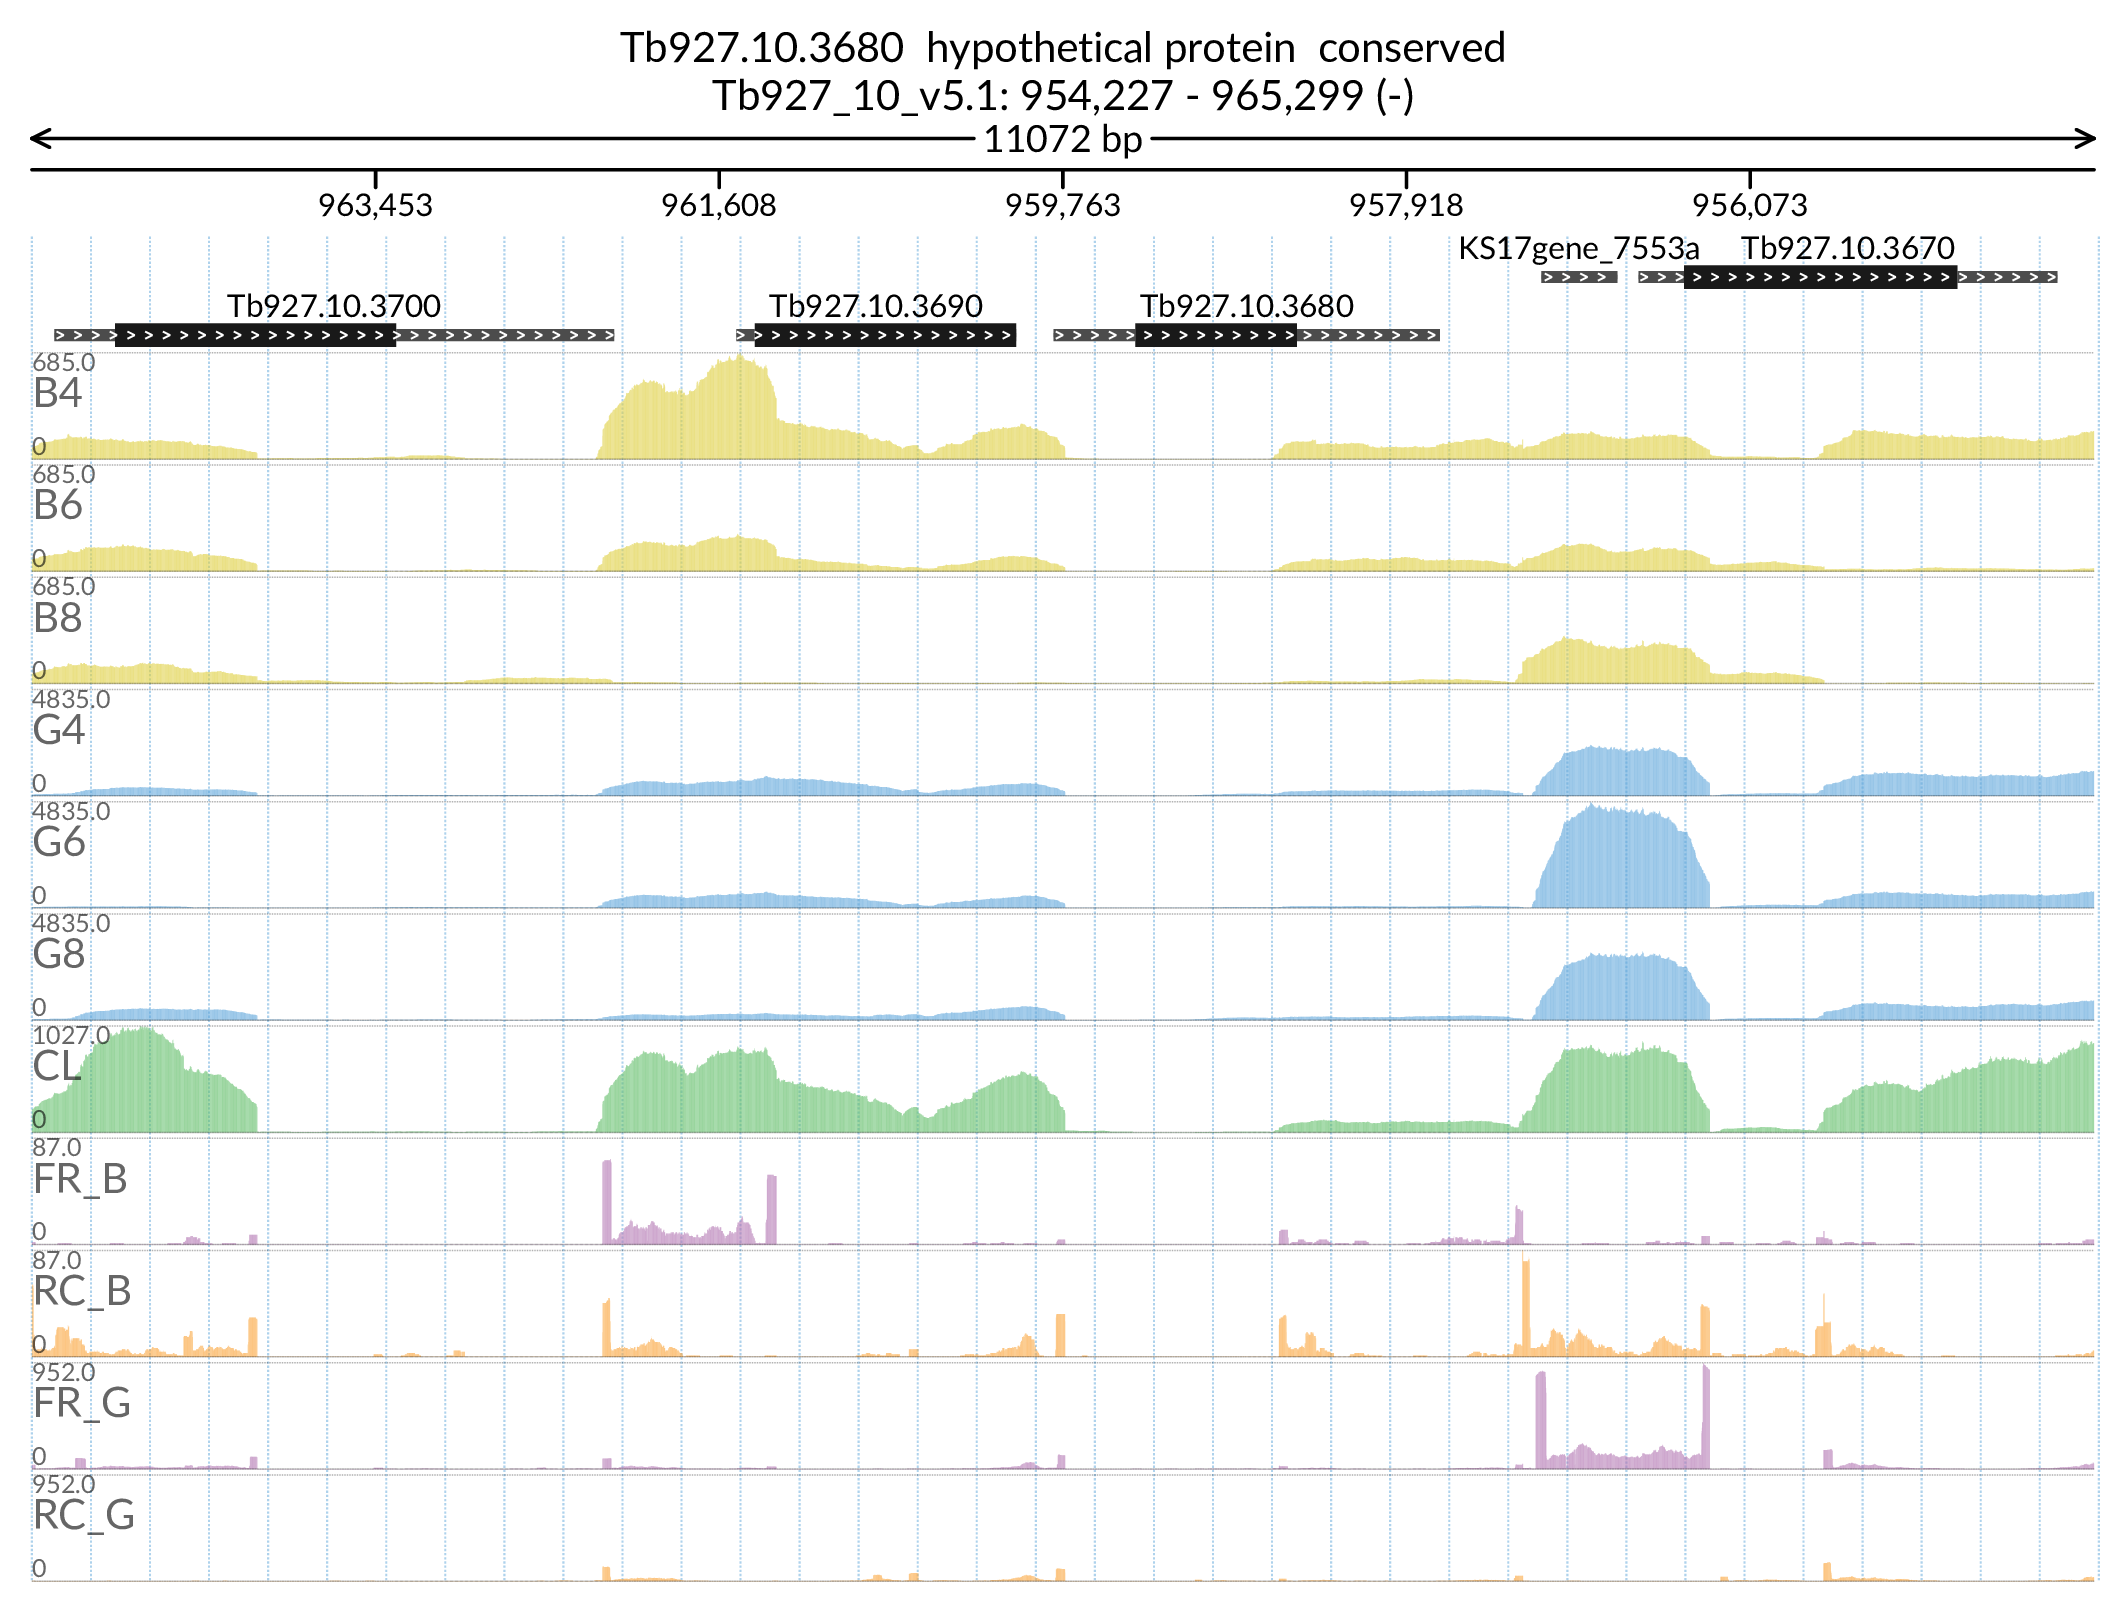 Tb927.10.3680  hypothetical protein  conserved
Tb927_10_v5.1: 954,227 - 965,299 (-)
11072 bp
963,453 961,608 959,763 957,918 956,073
KS17gene_7553a Tb927.10.3670
Tb927.10.3700 Tb927.10.3690 Tb927.10.3680
685.0
B4
0
685.0
B6
0
685.0
B8
0
4835.0
G4
0
4835.0
G6
0
4835.0
G8
0
1027.0
CL
0
87.0
FR_B
0
87.0
RC_B
0
952.0
FR_G
0
952.0
RC_G
0